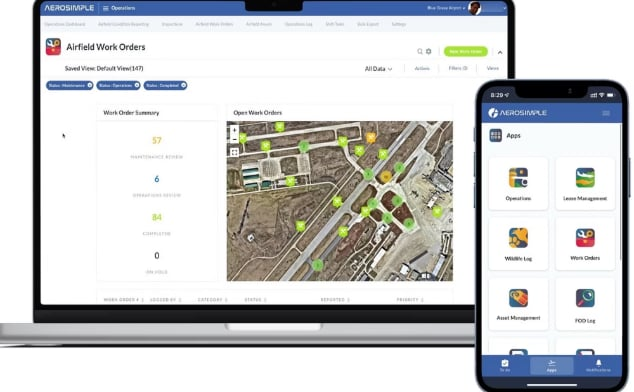 AEROSIMPLE
Operations
Blue Grass Airport
Operations Dashboard Airfield Condition Reporting Inspections Airfield Work Orders Airfield Assets Operations Log Shift Tasks Bulk Export Settings
Airfield Work Orders
New Work Order
Saved View: Default View(147)
All Data
Actions
Filters (3)
Views
Status : Maintenance
Status : Operations
Status : Completed
Work Order Summary
Open Work Orders
57
MAINTENANCE REVIEW
6
OPERATIONS REVIEW
84
COMPLETED
0
ON HOLD
WORK ORDER # LOGGED BY CATEGORY STATUS REPORTED PRIORITY
8:29
AEROSIMPLE
Apps
Operations
Lease Management
Wildlife Log
Work Orders
Asset Management
FOD Log
To do
Apps
Notifications